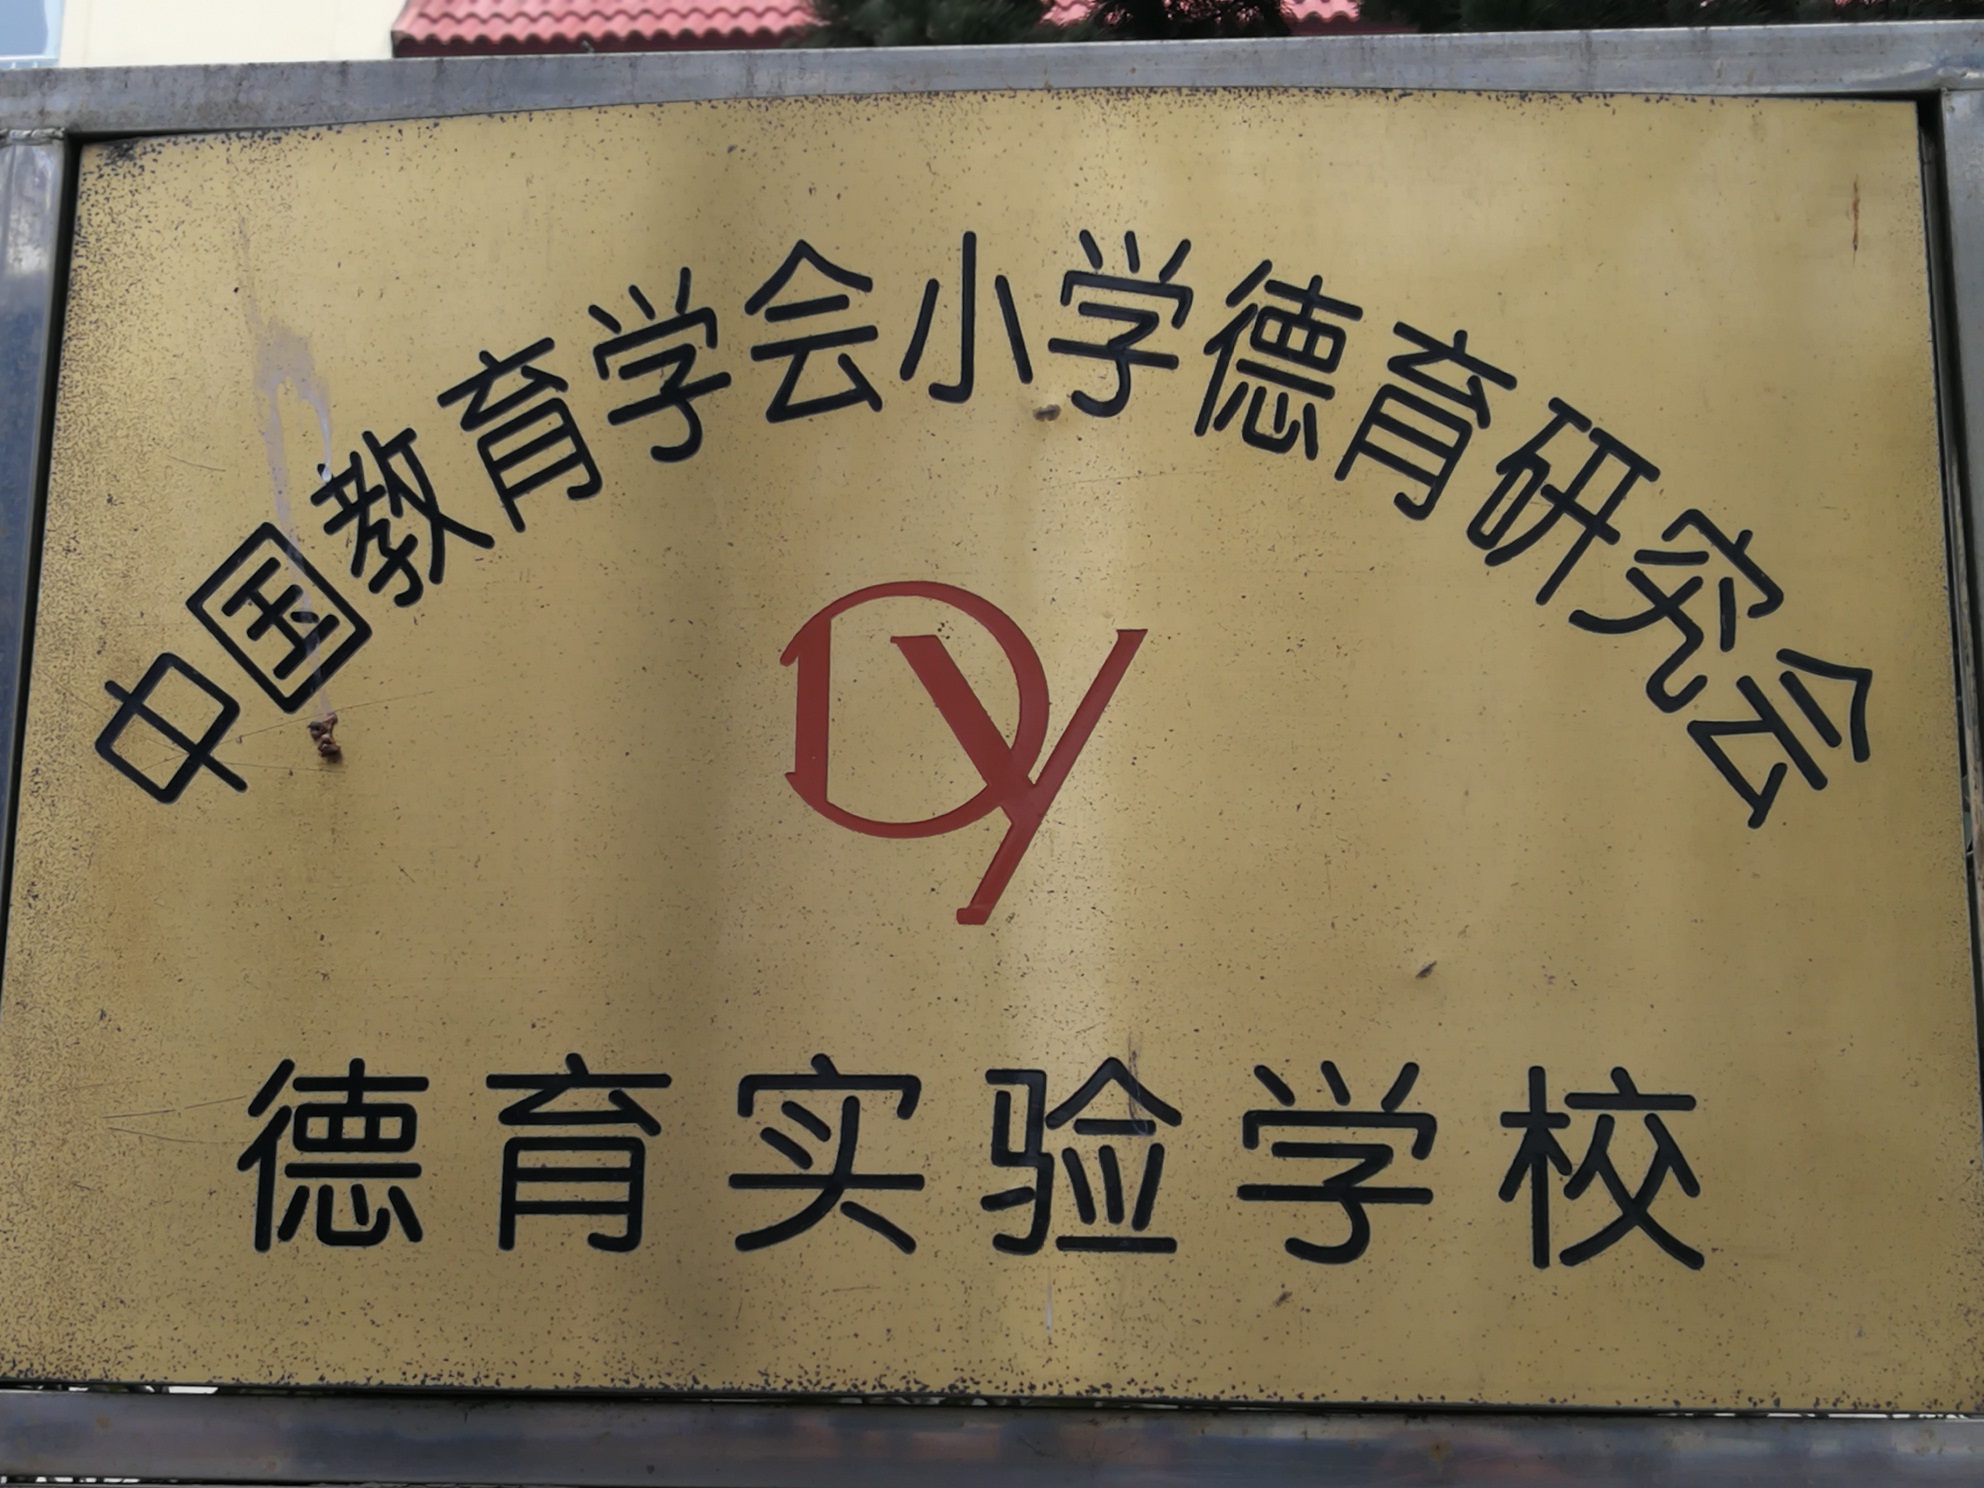 中国教育学会小学德育研究会
Dy
德育实验学校